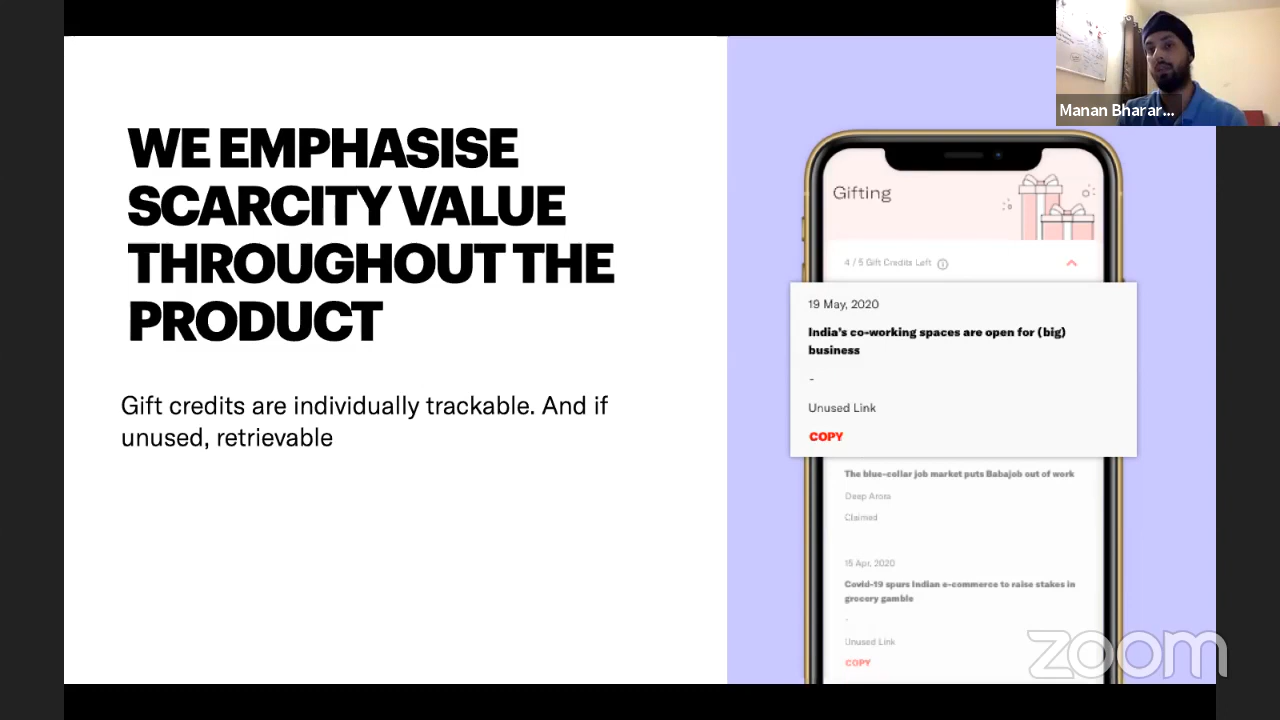 WE EMPHASISE
SCARCITY VALUE
THROUGHOUT THE
PRODUCT
Gift credits are individually trackable. And if
unused, retrievable
Manan Bharar...
Gifting
4 / 5 Gift Credits Left
19 May, 2020
India's co-working spaces are open for (big)
business
-
Unused Link
COPY
The blue-collar job market puts Babajob out of work
Deep Arora
Claimed
15 Apr, 2020
Covid-19 spurs Indian e-commerce to raise stakes in
grocery gamble
-
Unused Link
COPY
zoom